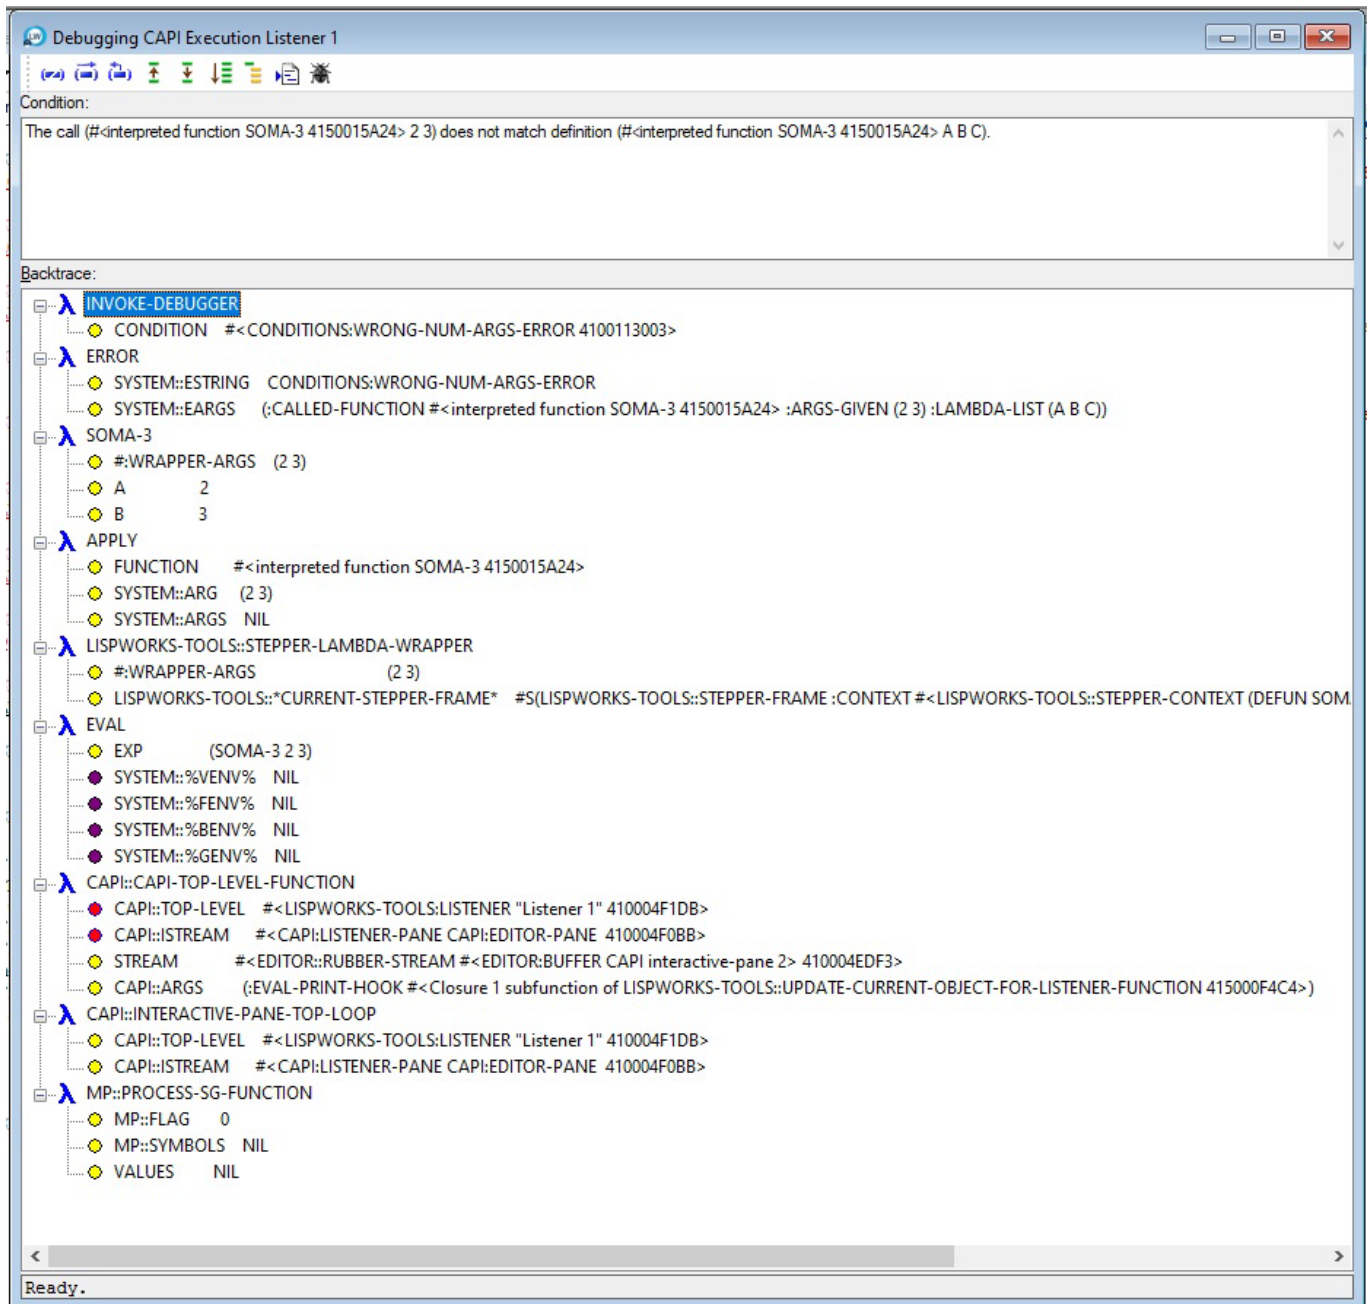 Debugging CAPI Execution Listener 1
Condition:
The call (#<interpreted function SOMA-3 4150015A24> 2 3) does not match definition (#<interpreted function SOMA-3 4150015A24> A B C).
Backtrace:
INVOKE-DEBUGGER
CONDITION #<CONDITIONS:WRONG-NUM-ARGS-ERROR 4100113003>
ERROR
SYSTEM::ESTRING CONDITIONS:WRONG-NUM-ARGS-ERROR
SYSTEM::EARGS (:CALLED-FUNCTION #<interpreted function SOMA-3 4150015A24> :ARGS-GIVEN (2 3) :LAMBDA-LIST (A B C))
SOMA-3
#:WRAPPER-ARGS (2 3)
A 2
B 3
APPLY
FUNCTION #<interpreted function SOMA-3 4150015A24>
SYSTEM::ARG (2 3)
SYSTEM::ARGS NIL
LISPWORKS-TOOLS::STEPPER-LAMBDA-WRAPPER
#:WRAPPER-ARGS (2 3)
LISPWORKS-TOOLS::*CURRENT-STEPPER-FRAME* #S(LISPWORKS-TOOLS::STEPPER-FRAME :CONTEXT #<LISPWORKS-TOOLS::STEPPER-CONTEXT (DEFUN SOM
EVAL
EXP (SOMA-3 2 3)
SYSTEM::%VENV% NIL
SYSTEM::%FENV% NIL
SYSTEM::%BENV% NIL
SYSTEM::%GENV% NIL
CAPI::CAPI-TOP-LEVEL-FUNCTION
CAPI::TOP-LEVEL #<LISPWORKS-TOOLS:LISTENER "Listener 1" 410004F1DB>
CAPI::ISTREAM #<CAPI:LISTENER-PANE CAPI:EDITOR-PANE 410004F0BB>
STREAM #<EDITOR::RUBBER-STREAM #<EDITOR:BUFFER CAPI interactive-pane 2> 410004EDF3>
CAPI::ARGS (:EVAL-PRINT-HOOK #<Closure 1 subfunction of LISPWORKS-TOOLS::UPDATE-CURRENT-OBJECT-FOR-LISTENER-FUNCTION 415000F4C4>)
CAPI::INTERACTIVE-PANE-TOP-LOOP
CAPI::TOP-LEVEL #<LISPWORKS-TOOLS:LISTENER "Listener 1" 410004F1DB>
CAPI::ISTREAM #<CAPI:LISTENER-PANE CAPI:EDITOR-PANE 410004F0BB>
MP::PROCESS-SG-FUNCTION
MP::FLAG 0
MP::SYMBOLS NIL
VALUES NIL
Ready.